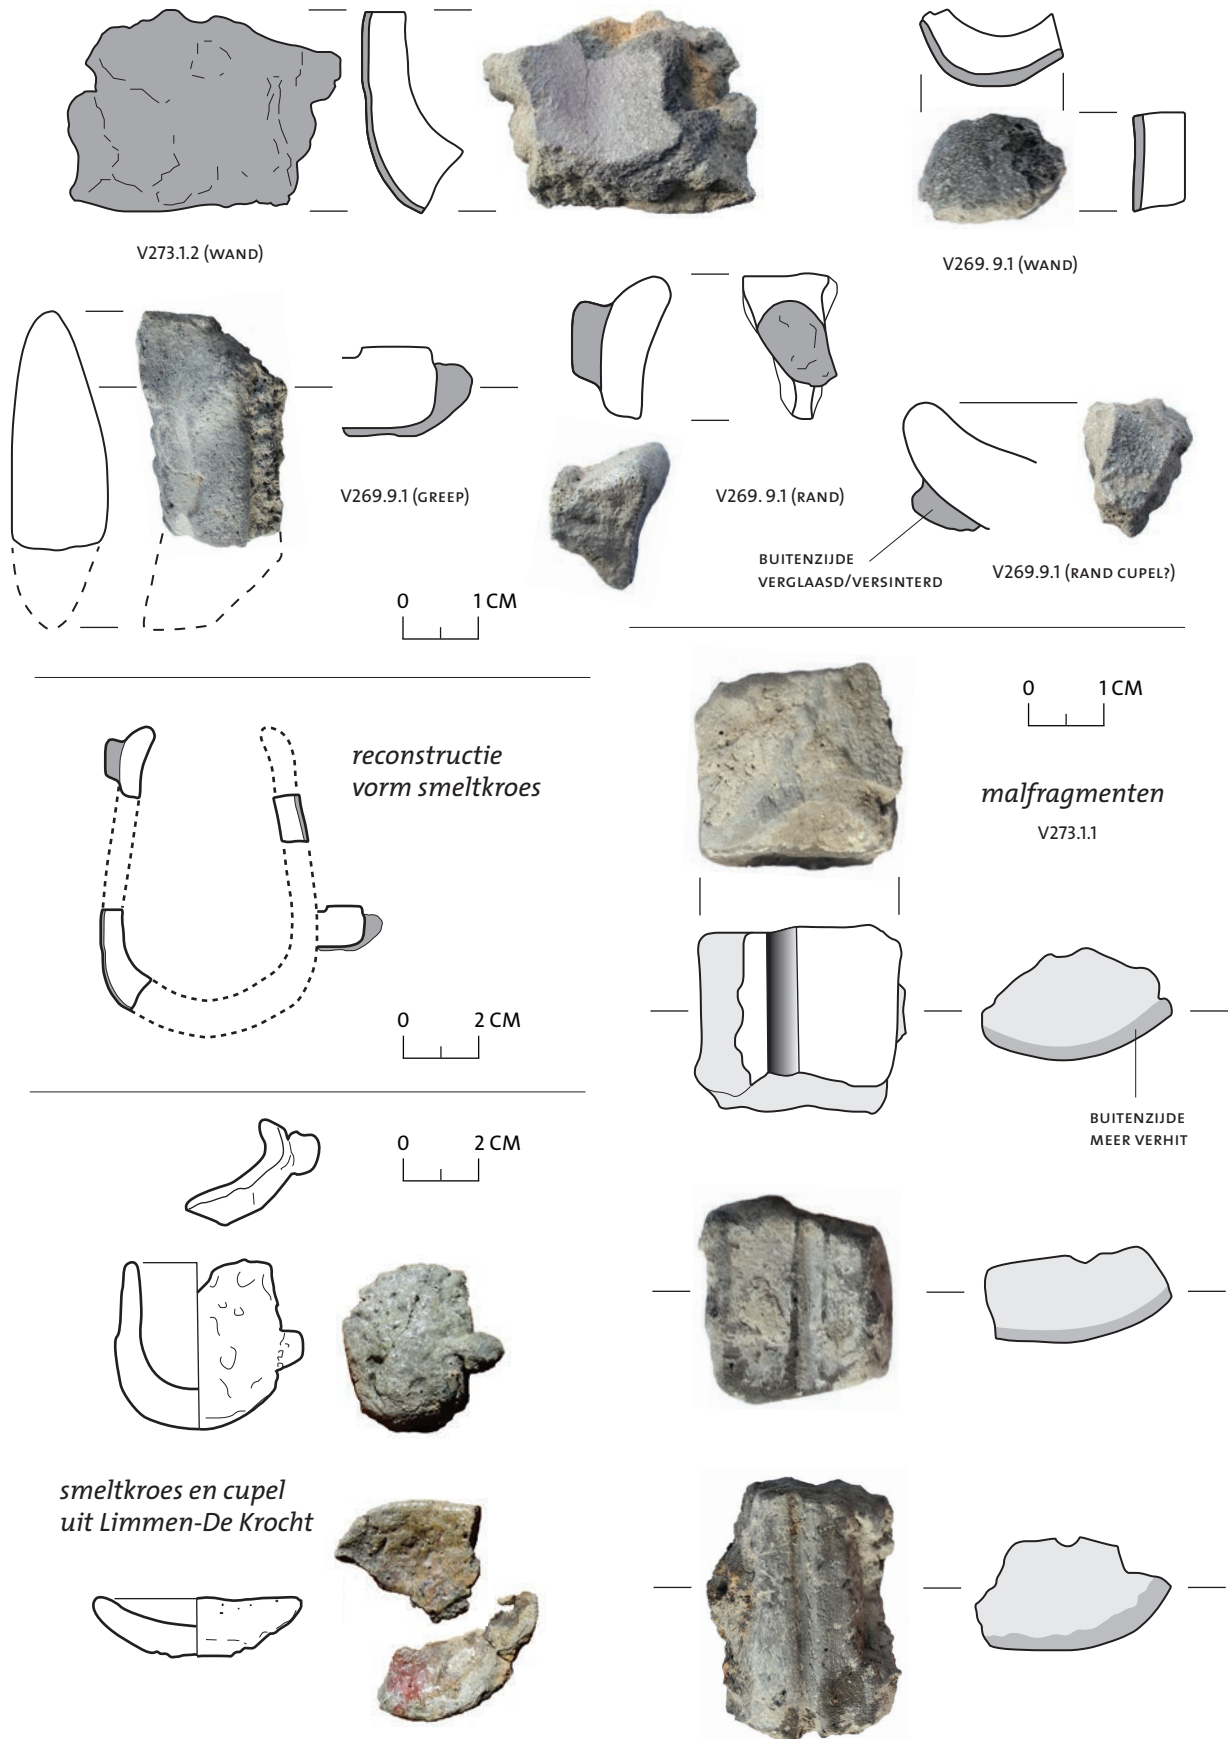 V273.1.2 (WAND)
V269. 9.1 (WAND)
V269.9.1 (GREEP)
V269. 9.1 (RAND)
BUITENZIJDE
VERGLAASD/VERSINTERD
V269.9.1 (RAND CUPEL?)
0 1 CM
0 1 CM
reconstructie
vorm smeltkroes
malfragmenten
V273.1.1
0 2 CM
BUITENZIJDE
MEER VERHIT
0 2 CM
smeltkroes en cupel
uit Limmen-De Krocht